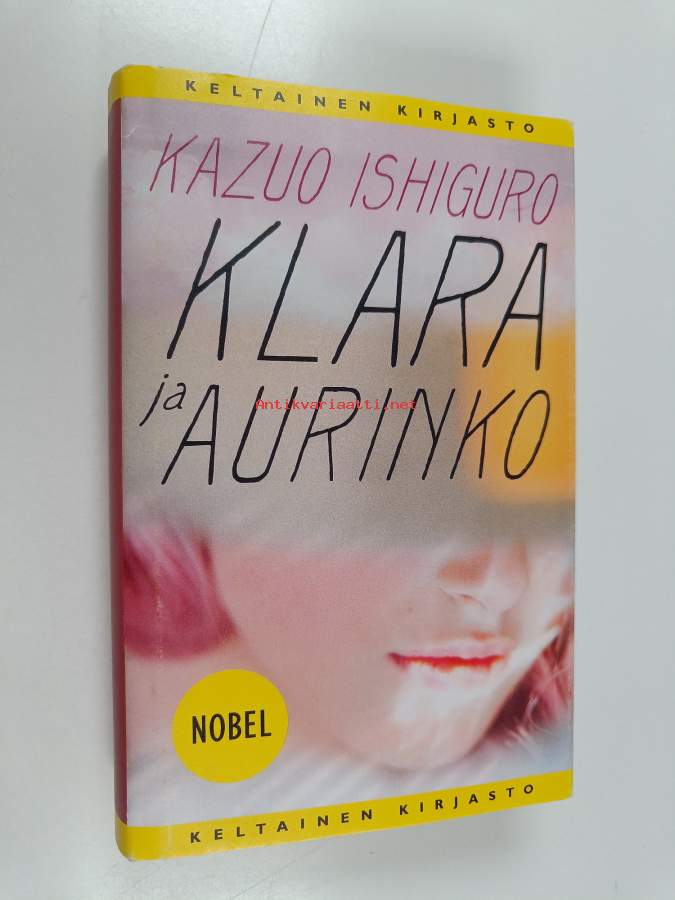 KELTAINEN KIRJASTO
KAZUO ISHIGURO
KLARA
ja AURINKO
Antikvariaatti.net
NOBEL
KELTAINEN KIRJASTO